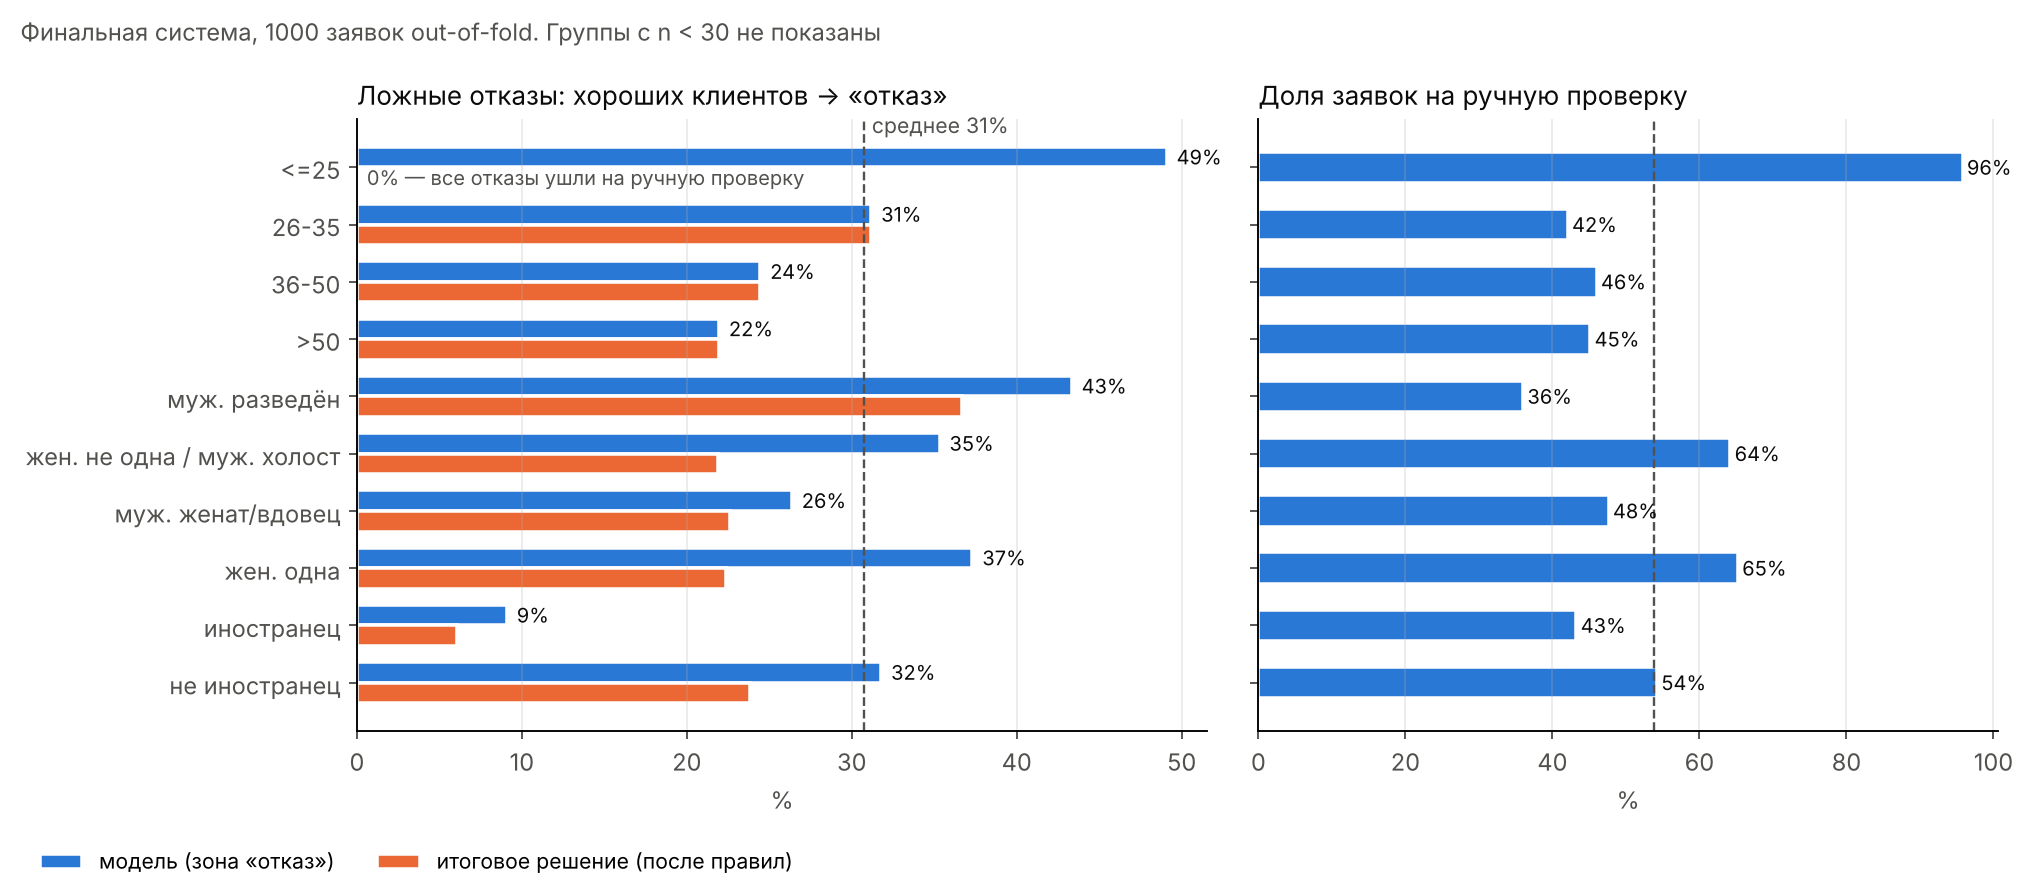 Финальная система, 1000 заявок out-of-fold. Группы с n < 30 не показаны
Ложные отказы: хороших клиентов → «отказ»
среднее 31%
<=25
49%
0% — все отказы ушли на ручную проверку
26-35
31%
36-50
24%
>50
22%
муж. разведён
43%
жен. не одна / муж. холост
35%
муж. женат/вдовец
26%
жен. одна
37%
иностранец
9%
не иностранец
32%
0 10 20 30 40 50
%
Доля заявок на ручную проверку
96%
42%
46%
45%
36%
64%
48%
65%
43%
54%
0 20 40 60 80 100
%
модель (зона «отказ»)
итоговое решение (после правил)